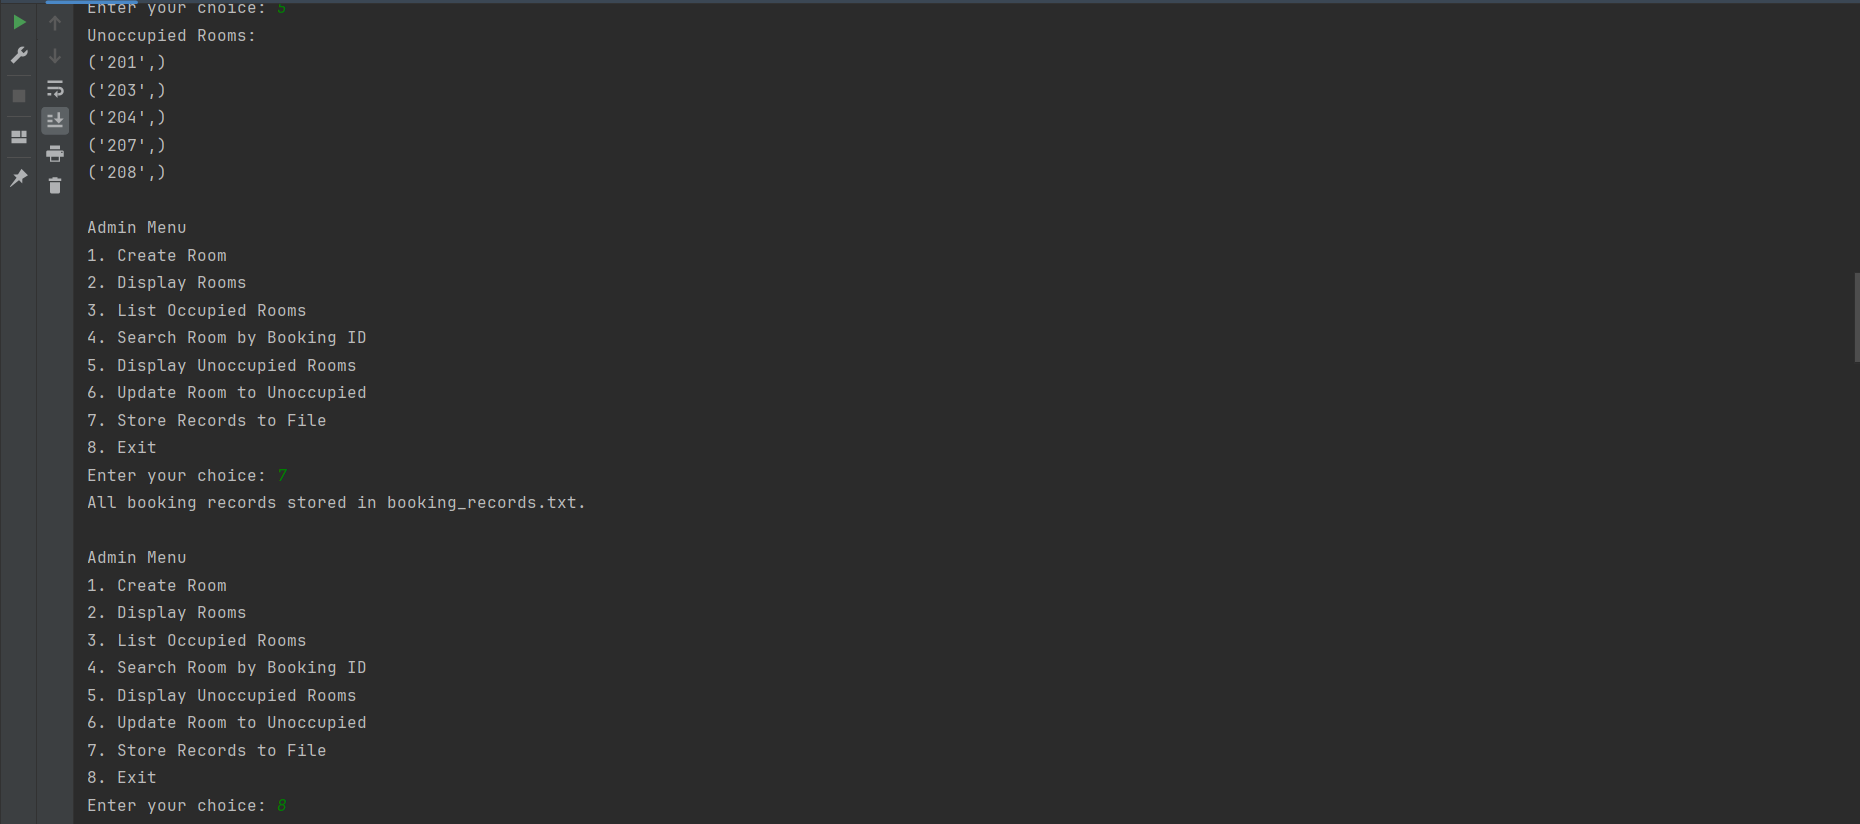 Enter your choice: 5
Unoccupied Rooms:
('201',)
('203',)
('204',)
('207',)
('208',)
Admin Menu
1. Create Room
2. Display Rooms
3. List Occupied Rooms
4. Search Room by Booking ID
5. Display Unoccupied Rooms
6. Update Room to Unoccupied
7. Store Records to File
8. Exit
Enter your choice: 7
All booking records stored in booking_records.txt.
Admin Menu
1. Create Room
2. Display Rooms
3. List Occupied Rooms
4. Search Room by Booking ID
5. Display Unoccupied Rooms
6. Update Room to Unoccupied
7. Store Records to File
8. Exit
Enter your choice: 8